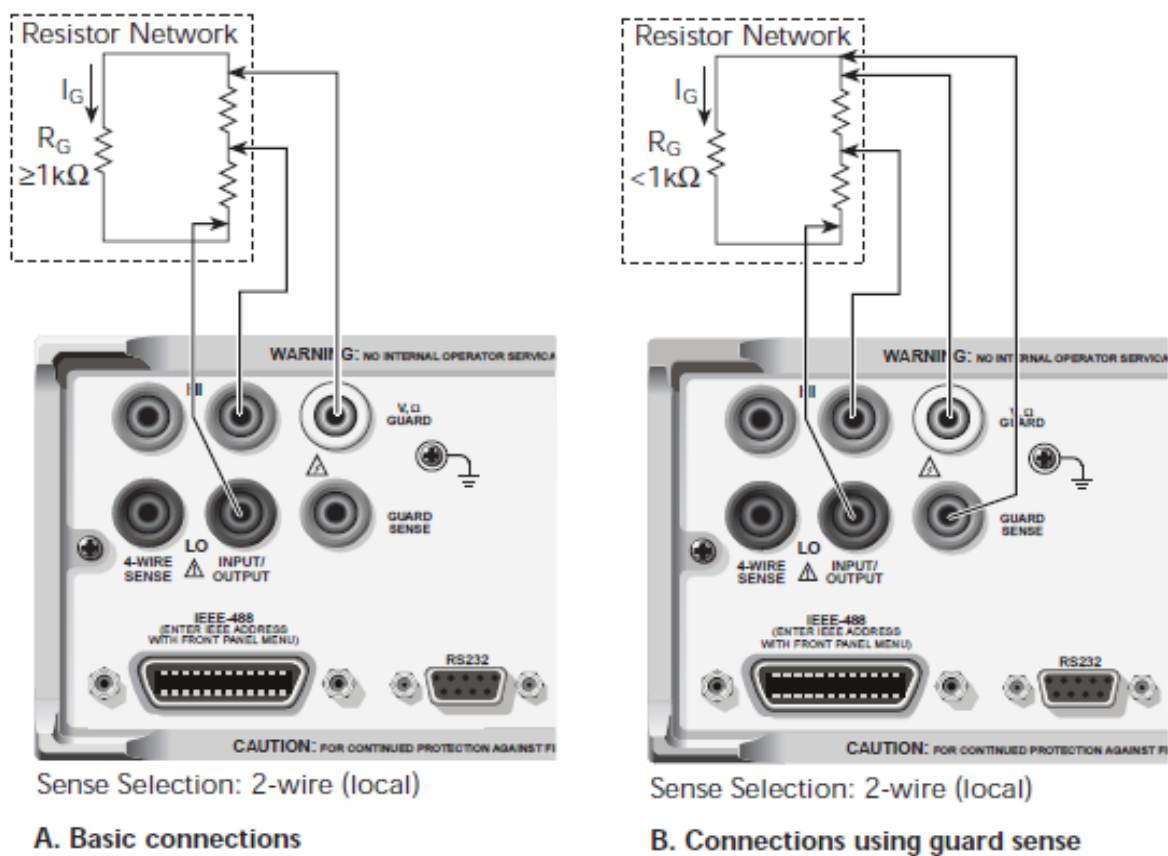 Resistor Network
I_G
R_G
≥1kΩ
WARNING: NO INTERNAL OPERATOR SERVICA
HI
V, Ω
GUARD
GUARD
SENSE
4-WIRE
SENSE
LO
INPUT/
OUTPUT
IEEE-488
(ENTER IEEE ADDRESS
WITH FRONT PANEL MENU)
RS232
CAUTION: FOR CONTINUED PROTECTION AGAINST FI
Sense Selection: 2-wire (local)
A. Basic connections
Resistor Network
I_G
R_G
<1kΩ
WARNING: NO INTERNAL OPERATOR SERVICA
HI
V, Ω
GUARD
GUARD
SENSE
4-WIRE
SENSE
LO
INPUT/
OUTPUT
IEEE-488
(ENTER IEEE ADDRESS
WITH FRONT PANEL MENU)
RS232
CAUTION: FOR CONTINUED PROTECTION AGAINST FI
Sense Selection: 2-wire (local)
B. Connections using guard sense